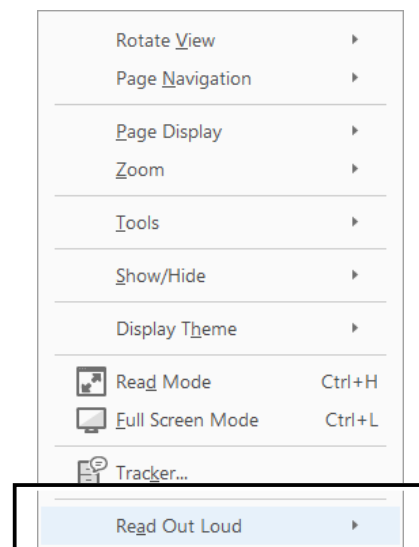 Rotate View
Page Navigation
Page Display
Zoom
Tools
Show/Hide
Display Theme
Read Mode Ctrl+H
Full Screen Mode Ctrl+L
Tracker...
Read Out Loud